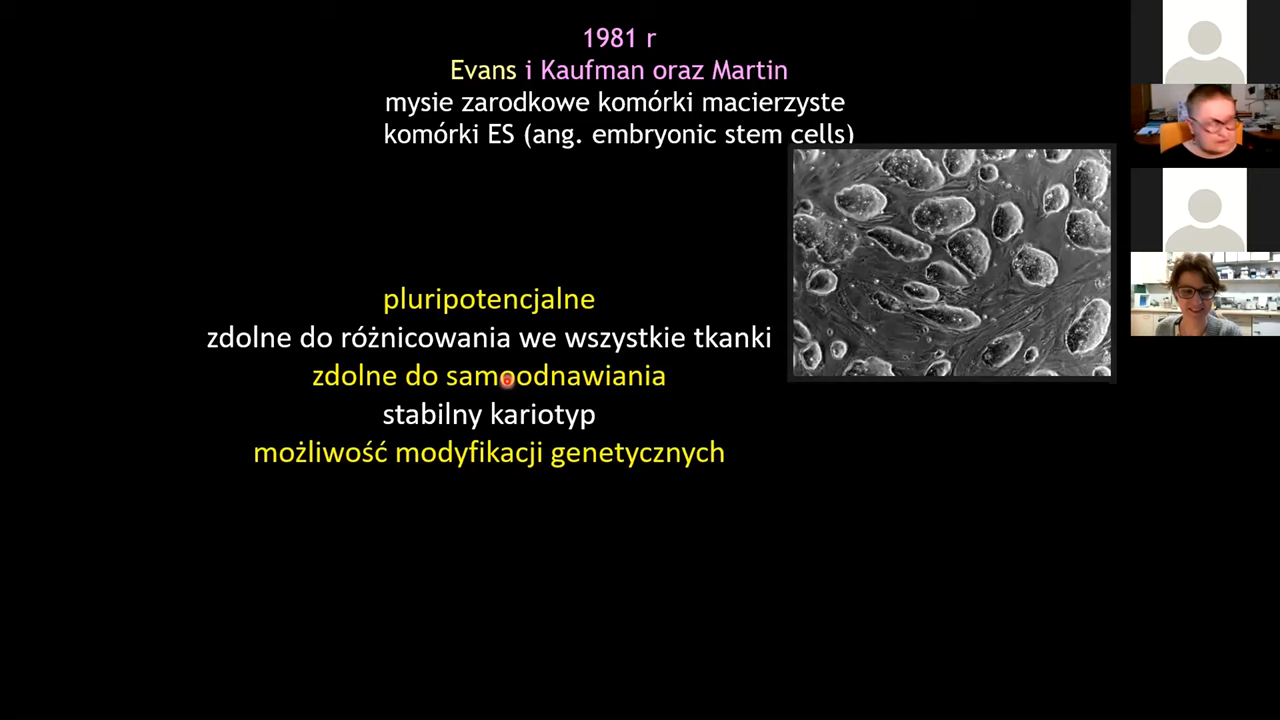 1981 r
Evans i Kaufman oraz Martin
mysie zarodkowe komórki macierzyste
komórki ES (ang. embryonic stem cells)
pluripotencjalne
zdolne do różnicowania we wszystkie tkanki
zdolne do samoodnawiania
stabilny kariotyp
możliwość modyfikacji genetycznych